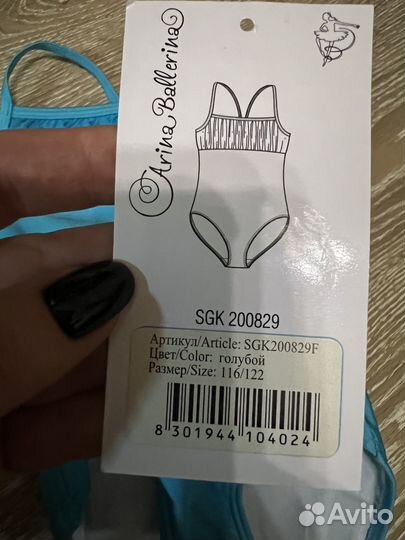 Arina Ballerina
SGK 200829
Артикул/Article: SGK200829F
Цвет/Color: голубой
Размер/Size: 116/122
8 301944 104024
Avito